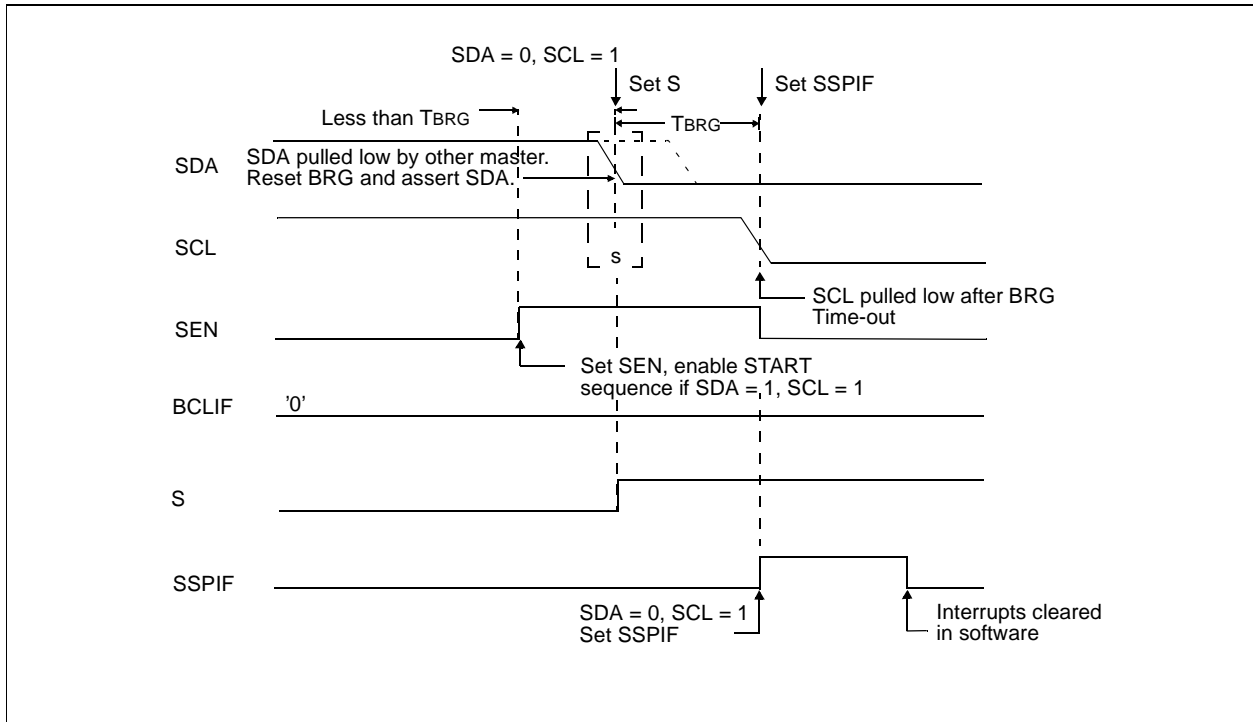 SDA = 0, SCL = 1
Set S
Set SSPIF
Less than TBRG
TBRG
SDA
SDA pulled low by other master.
Reset BRG and assert SDA.
SCL
s
SCL pulled low after BRG
Time-out
SEN
Set SEN, enable START
sequence if SDA = 1, SCL = 1
BCLIF
'0'
S
SSPIF
SDA = 0, SCL = 1
Set SSPIF
Interrupts cleared
in software